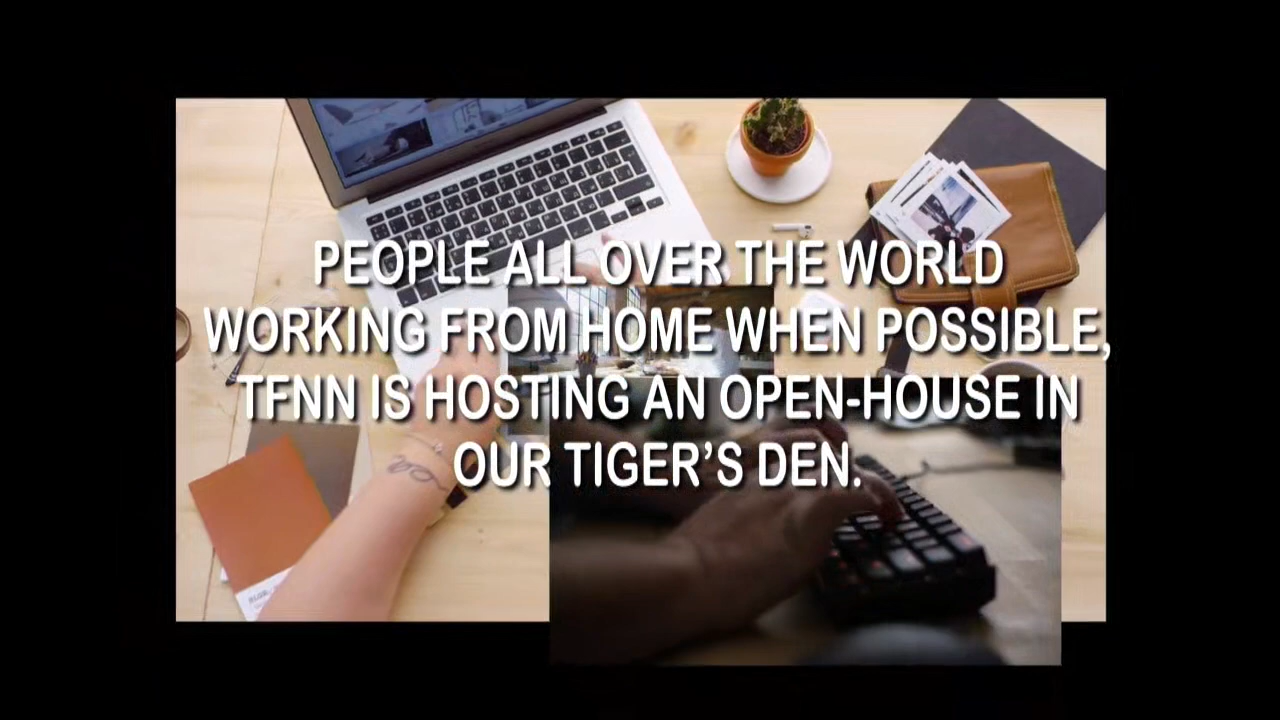 PEOPLE ALL OVER THE WORLD
WORKING FROM HOME WHEN POSSIBLE,
TFNN IS HOSTING AN OPEN-HOUSE IN
OUR TIGER’S DEN.